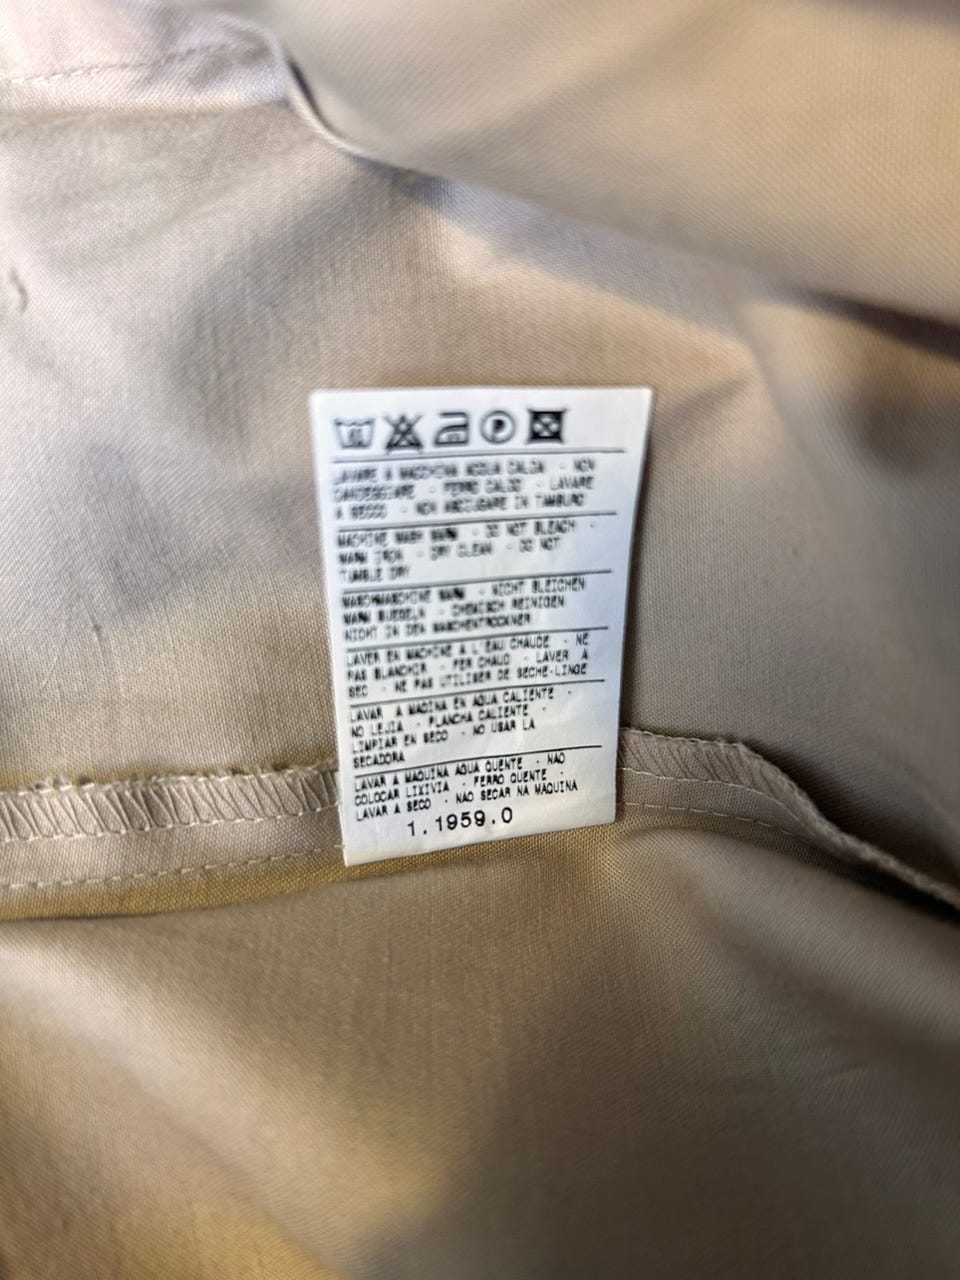 LAVARE A MACCHINA ACQUA CALDA - NON
CANDEGGIARE - FERRO CALDO - LAVARE
A SECCO - NON ASCIUGARE IN TAMBURO
MACHINE WASH WARM - DO NOT BLEACH -
WARM IRON - DRY CLEAN - DO NOT
TUMBLE DRY
WARM - NICHT BLEICHEN
WARM - CHEMISCH REINIGEN
NICHT IN DEN
LAVER EN MACHINE A L'EAU CHAUDE - NE
PAS BLANCHIR - FER CHAUD - LAVER A
SEC - NE PAS UTILISER DE SECHE-LINGE
LAVAR A MAQINA EN AGUA CALIENTE -
NO LEJIA - PLANCHA CALIENTE -
LIMPIAR EN SECO - NO USAR LA
SECADORA
LAVAR A MAQUINA AGUA QUENTE - NAO
COLOCAR LIXIVIA - FERRO QUENTE -
LAVAR A SECO - NAO SECAR NA MAQUINA
1.1959.0